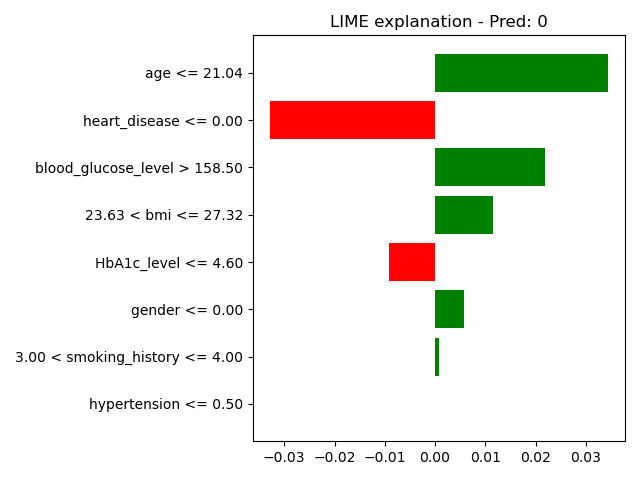 LIME explanation - Pred: 0
age <= 21.04
heart_disease <= 0.00
blood_glucose_level > 158.50
23.63 < bmi <= 27.32
HbA1c_level <= 4.60
gender <= 0.00
3.00 < smoking_history <= 4.00
hypertension <= 0.50
−0.03 −0.02 −0.01 0.00 0.01 0.02 0.03